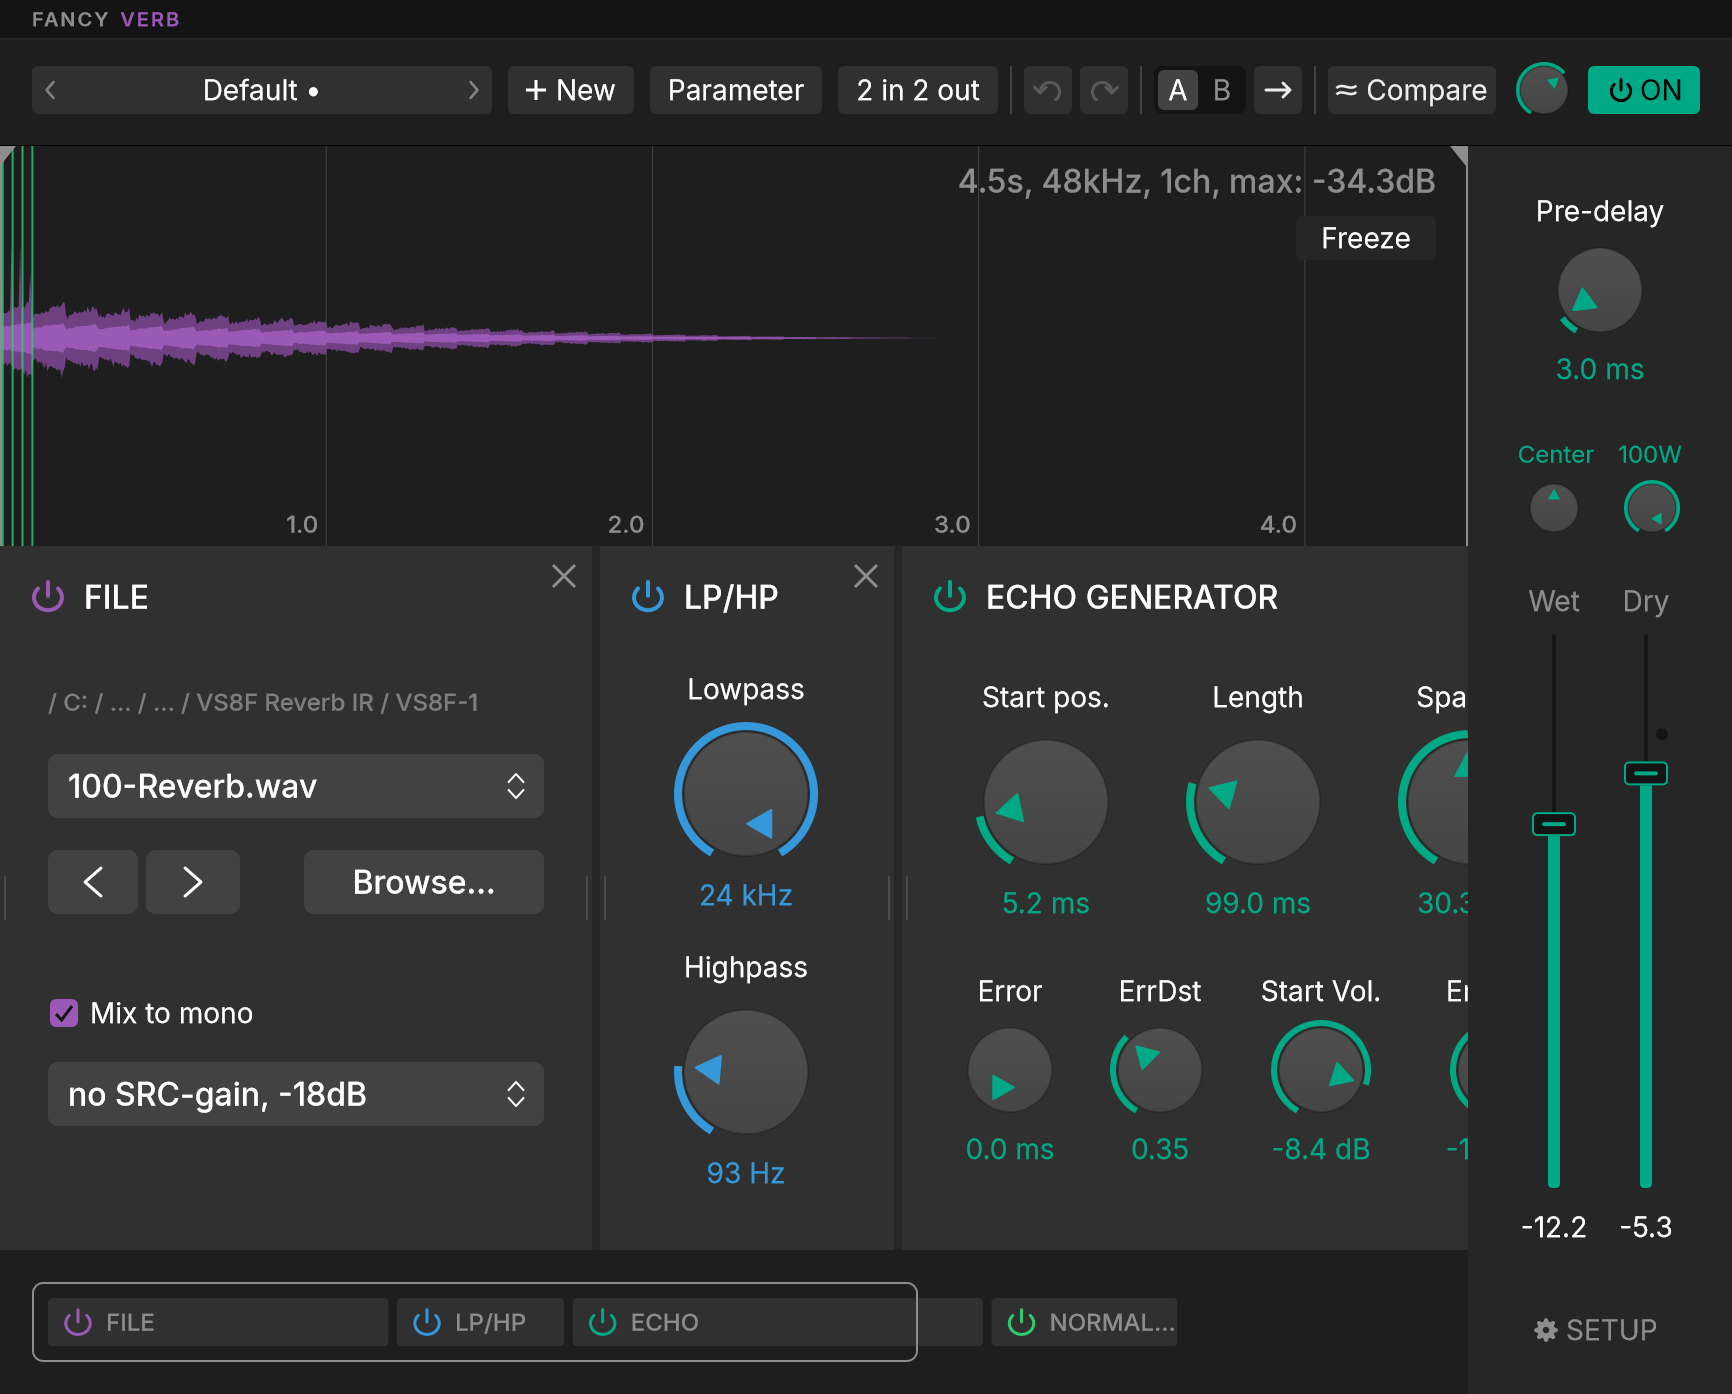 FANCY VERB
Default •
+ New
Parameter
2 in 2 out
A B
→
≈ Compare
ON
4.5s, 48kHz, 1ch, max: -34.3dB
Freeze
1.0 2.0 3.0 4.0
Pre-delay
3.0 ms
Center 100W
Wet Dry
-12.2 -5.3
SETUP
FILE
/ C: / ... / ... / VS8F Reverb IR / VS8F-1
100-Reverb.wav
< >
Browse...
Mix to mono
no SRC-gain, -18dB
LP/HP
Lowpass
24 kHz
Highpass
93 Hz
ECHO GENERATOR
Start pos. Length Spa
5.2 ms 99.0 ms 30.3
Error ErrDst Start Vol.
0.0 ms 0.35 -8.4 dB -1
FILE LP/HP ECHO NORMAL...